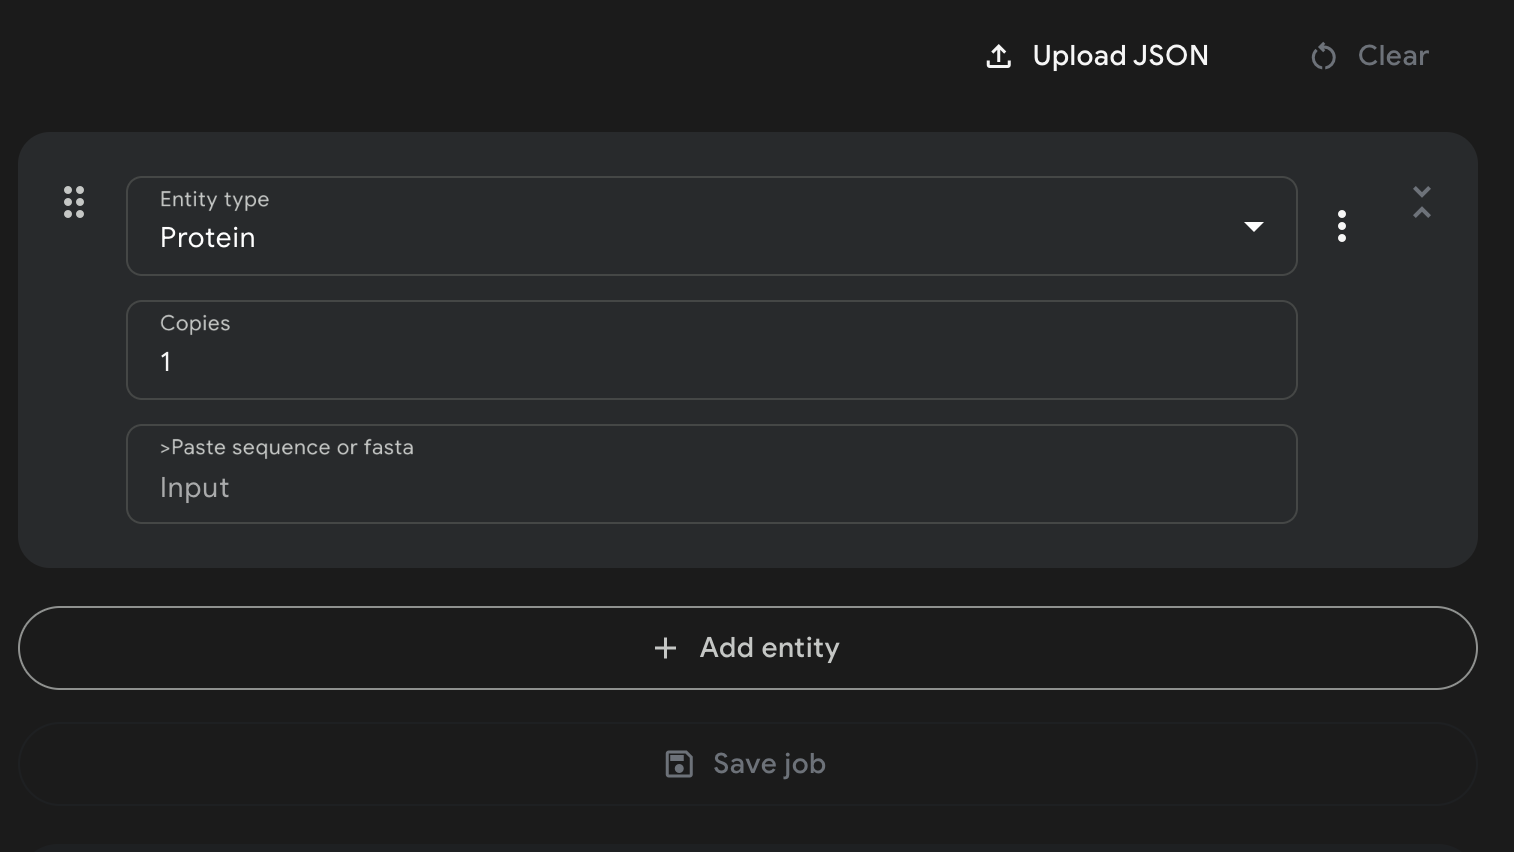 Upload JSON
Clear
Entity type
Protein
Copies
1
>Paste sequence or fasta
Input
Add entity
Save job